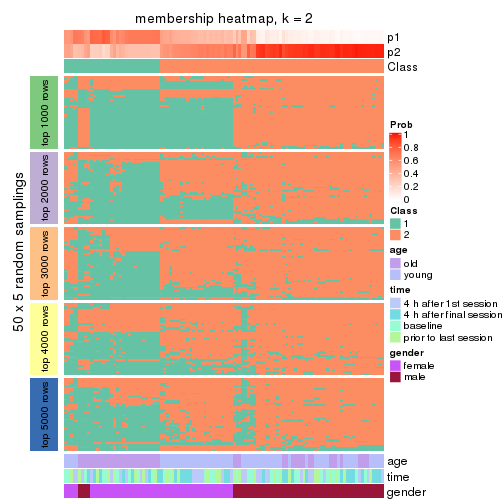 membership heatmap, k = 2
p1
p2
Class
50 x 5 random samplings
top 1000 rows
top 2000 rows
top 3000 rows
top 4000 rows
top 5000 rows
age
time
gender
Prob
1
0.8
0.6
0.4
0.2
0
Class
1
2
age
old
young
time
4 h after 1st session
4 h after final session
baseline
prior to last session
gender
female
male